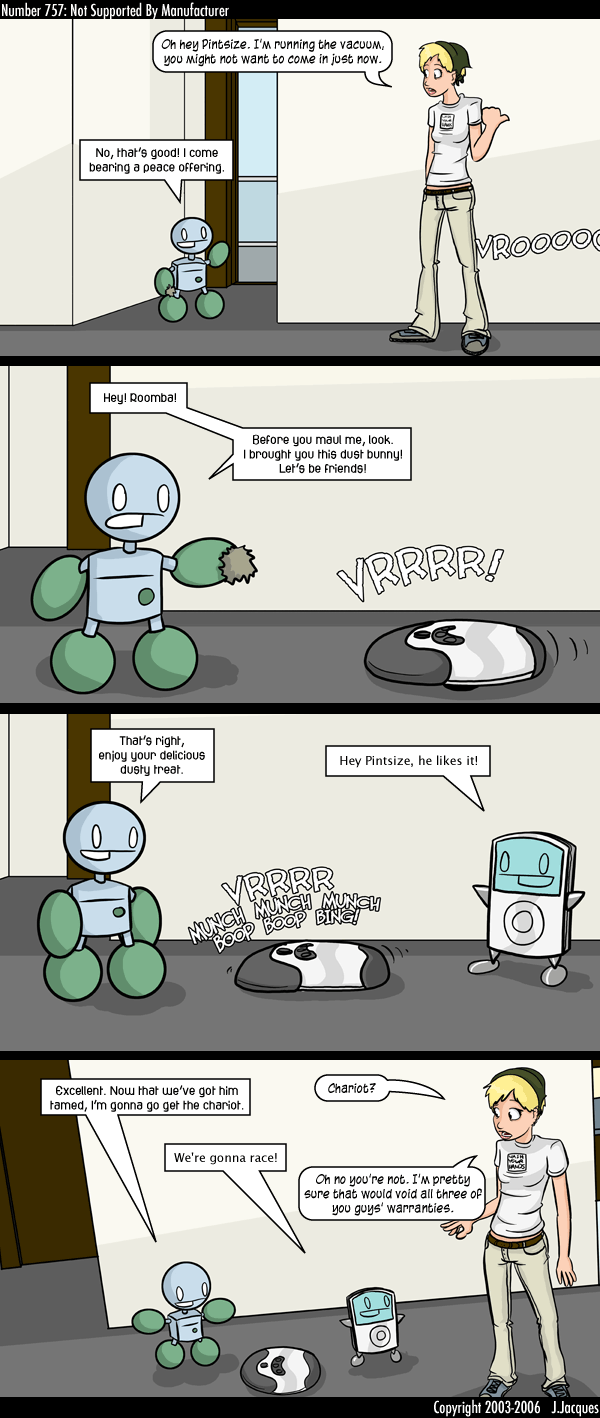 Number 757: Not Supported By Manufacturer
Oh hey Pintsize. I'm running the vacuum,
you might not want to come in just now.
No, that's good! I come
bearing a peace offering.
VROOOOO
Hey! Roomba!
Before you maul me, look.
I brought you this dust bunny!
Let's be friends!
VRRRR!
That's right,
enjoy your delicious
dusty treat.
Hey Pintsize, he likes it!
VRRRR
MUNCH MUNCH MUNCH
BOOP BOOP BING!
Excellent. Now that we've got him
tamed, I'm gonna go get the chariot.
Chariot?
We're gonna race!
Oh no you're not. I'm pretty
sure that would void all three of
you guys' warranties.
WITH
YOUR
HANDS
Copyright 2003-2006 J.Jacques